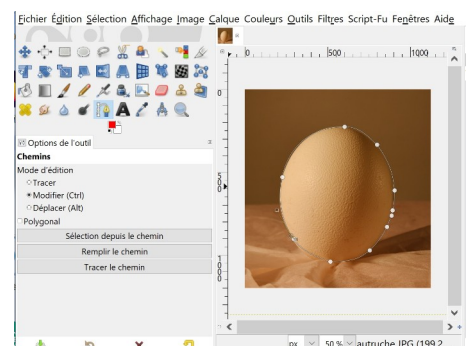 Fichier Édition Sélection Affichage Image Calque Couleurs Outils Filtres Script-Fu Fenêtres Aide
0 500 1000
0
500
1000
Options de l'outil
Chemins
Mode d'édition
Tracer
Modifier (Ctrl)
Déplacer (Alt)
Polygonal
Sélection depuis le chemin
Remplir le chemin
Tracer le chemin
px 50 % autruche.JPG (199,2